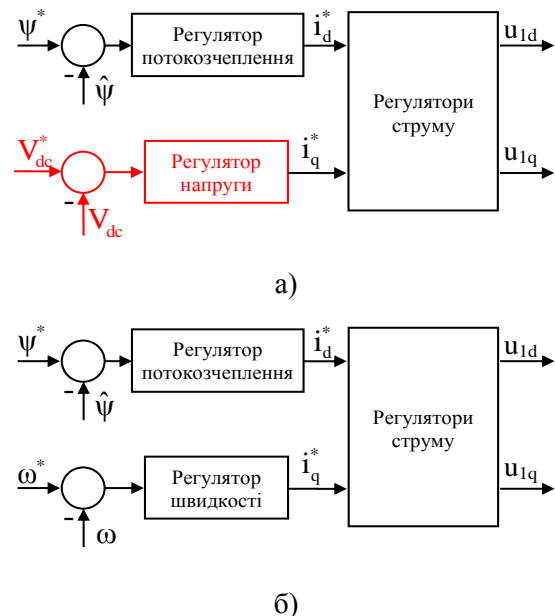 ψ* Регулятор потокозчеплення i*d u1d
- ψ̂
Регулятори струму
V*dc Регулятор напруги i*q u1q
- Vdc
а)
ψ* Регулятор потокозчеплення i*d u1d
- ψ̂
Регулятори струму
ω* Регулятор швидкості i*q u1q
- ω
б)